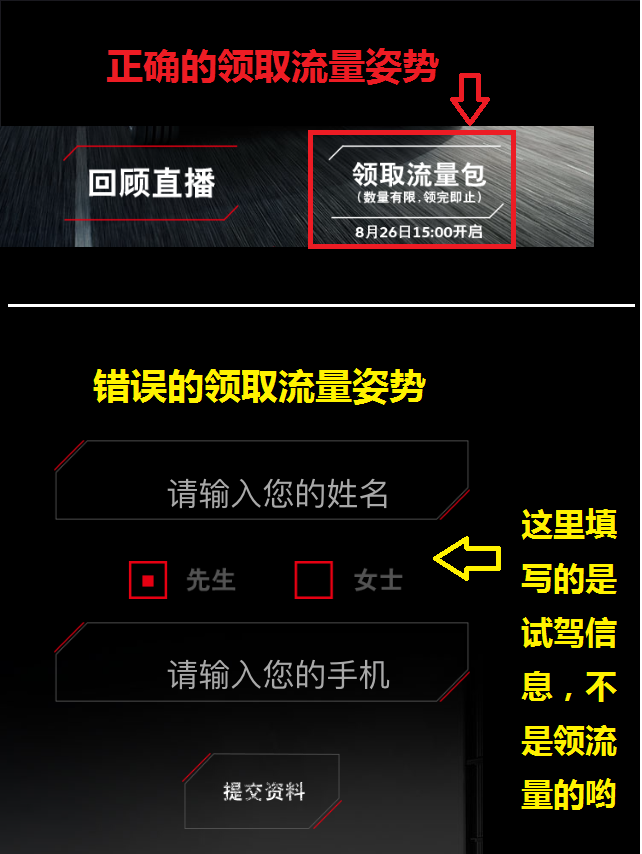 正确的领取流量姿势
回顾直播
领取流量包
(数量有限,领完即止)
8月26日15:00开启
错误的领取流量姿势
请输入您的姓名
先生 女士
请输入您的手机
提交资料
这里填
写的是
试驾信
息，不
是领流
量的哟